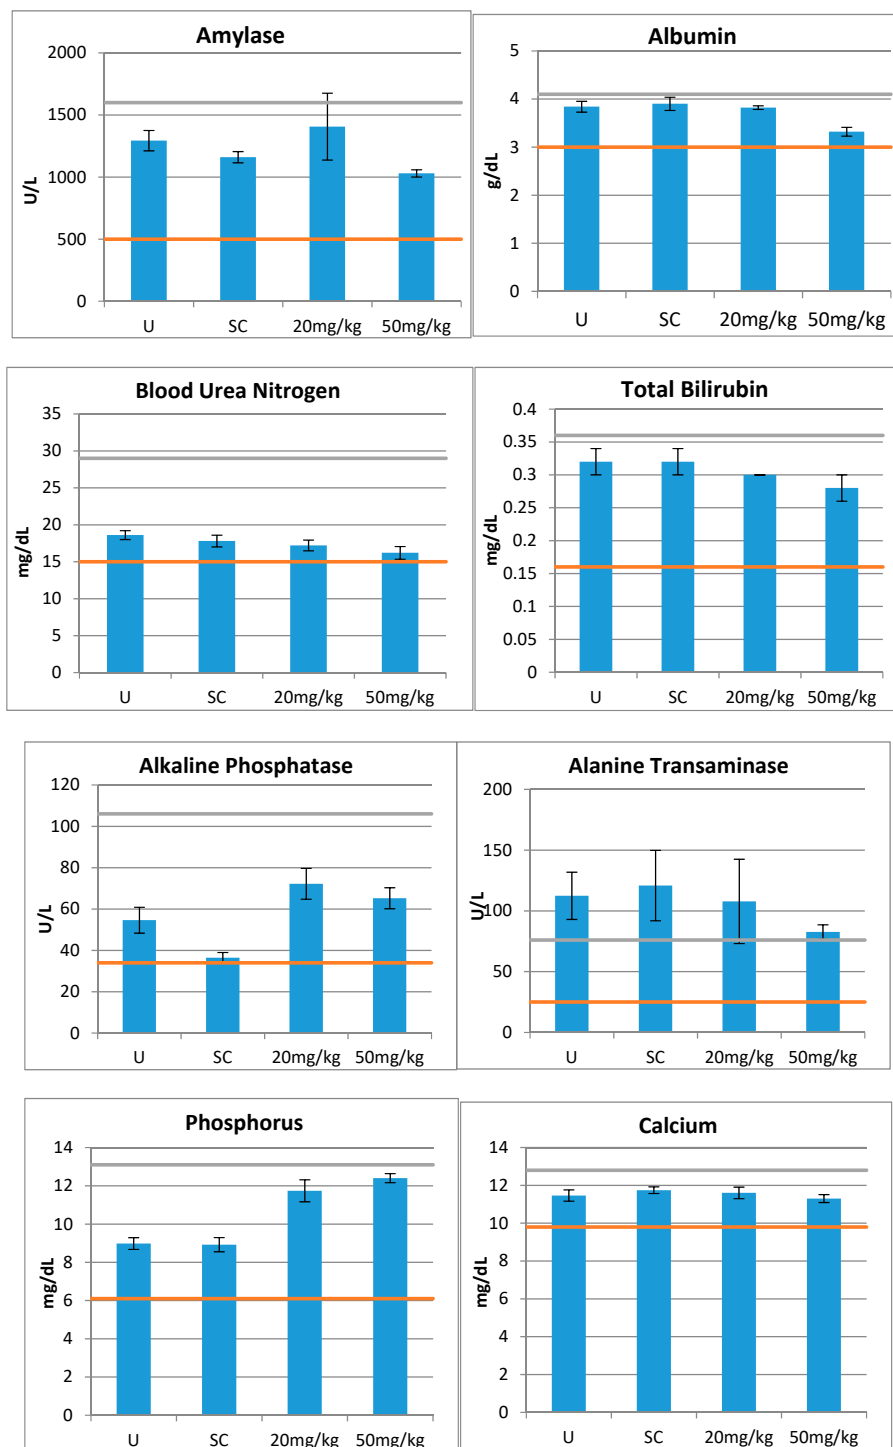 Amylase
2000
1500
1000
500
0
U/L
U SC 20mg/kg 50mg/kg
Albumin
5
4
3
2
1
0
g/dL
U SC 20mg/kg 50mg/kg
Blood Urea Nitrogen
35
30
25
20
15
10
5
0
mg/dL
U SC 20mg/kg 50mg/kg
Total Bilirubin
0.4
0.35
0.3
0.25
0.2
0.15
0.1
0.05
0
mg/dL
U SC 20mg/kg 50mg/kg
Alkaline Phosphatase
120
100
80
60
40
20
0
U/L
U SC 20mg/kg 50mg/kg
Alanine Transaminase
200
150
100
50
0
U/L
U SC 20mg/kg 50mg/kg
Phosphorus
14
12
10
8
6
4
2
0
mg/dL
U SC 20mg/kg 50mg/kg
Calcium
14
12
10
8
6
4
2
0
mg/dL
U SC 20mg/kg 50mg/kg